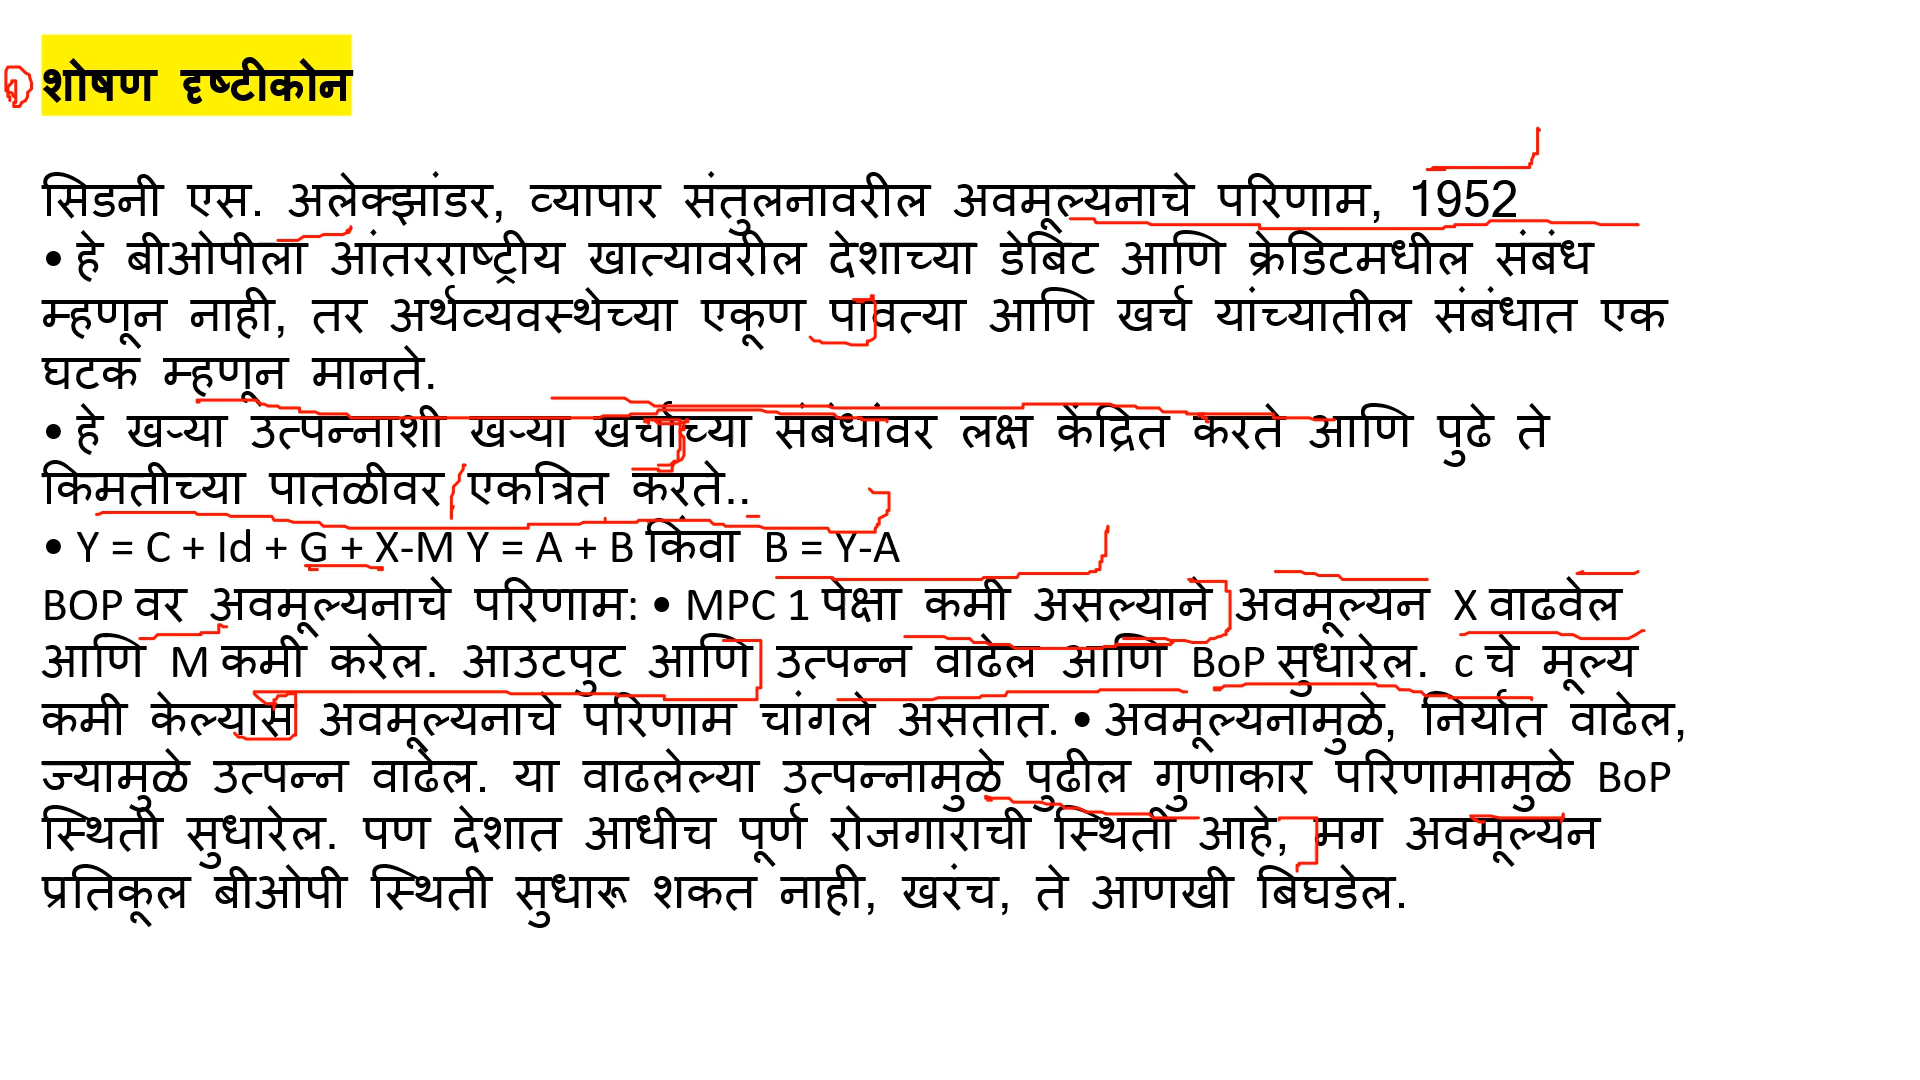 शोषण दृष्टीकोन
सिडनी एस. अलेक्झांडर, व्यापार संतुलनावरील अवमूल्यनाचे परिणाम, 1952
• हे बीओपीला आंतरराष्ट्रीय खात्यावरील देशाच्या डेबिट आणि क्रेडिटमधील संबंध
म्हणून नाही, तर अर्थव्यवस्थेच्या एकूण पावत्या आणि खर्च यांच्यातील संबंधात एक
घटक म्हणून मानते.
• हे खऱ्या उत्पन्नाशी खऱ्या खर्चाच्या संबंधांवर लक्ष केंद्रित करते आणि पुढे ते
किमतीच्या पातळीवर एकत्रित करते..
• Y = C + Id + G + X-M Y = A + B किंवा B = Y-A
BOP वर अवमूल्यनाचे परिणाम: • MPC 1 पेक्षा कमी असल्याने अवमूल्यन X वाढवेल
आणि M कमी करेल. आउटपुट आणि उत्पन्न वाढेल आणि BoP सुधारेल. c चे मूल्य
कमी केल्यास अवमूल्यनाचे परिणाम चांगले असतात. • अवमूल्यनामुळे, निर्यात वाढेल,
ज्यामुळे उत्पन्न वाढेल. या वाढलेल्या उत्पन्नामुळे पुढील गुणाकार परिणामामुळे BoP
स्थिती सुधारेल. पण देशात आधीच पूर्ण रोजगाराची स्थिती आहे, मग अवमूल्यन
प्रतिकूल बीओपी स्थिती सुधारू शकत नाही, खरंच, ते आणखी बिघडेल.